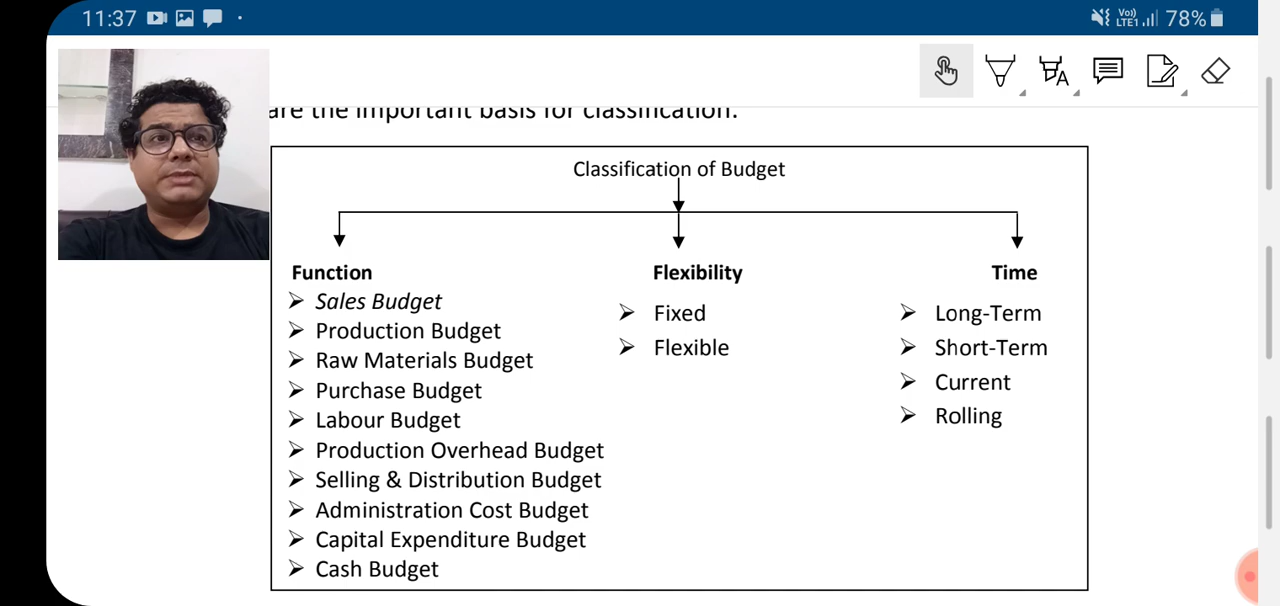 11:37
Vo)) LTE1 78%
are the important basis for classification.
Classification of Budget
Function Flexibility Time
Sales Budget
Production Budget
Raw Materials Budget
Purchase Budget
Labour Budget
Production Overhead Budget
Selling & Distribution Budget
Administration Cost Budget
Capital Expenditure Budget
Cash Budget
Fixed
Flexible
Long-Term
Short-Term
Current
Rolling